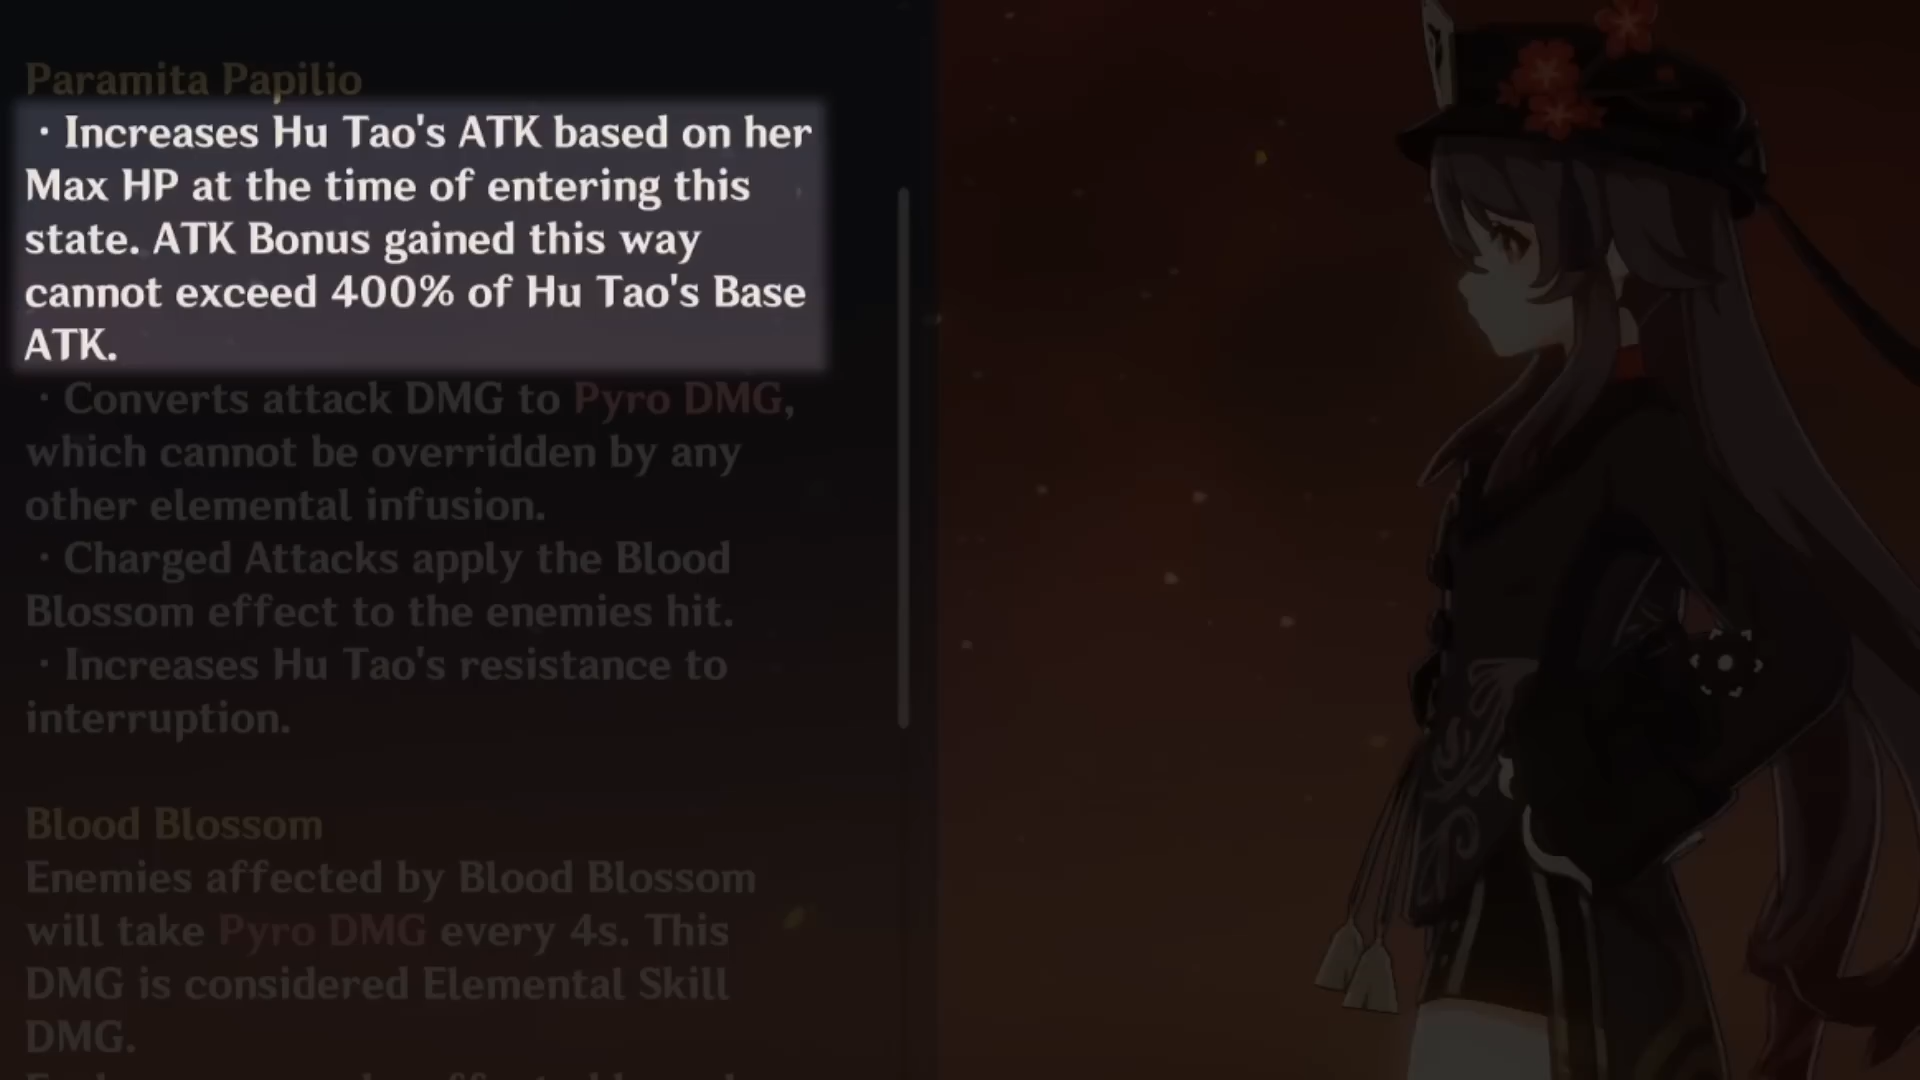 Paramita Papilio
· Increases Hu Tao's ATK based on her
Max HP at the time of entering this
state. ATK Bonus gained this way
cannot exceed 400% of Hu Tao's Base
ATK.
· Converts attack DMG to Pyro DMG,
which cannot be overridden by any
other elemental infusion.
· Charged Attacks apply the Blood
Blossom effect to the enemies hit.
· Increases Hu Tao's resistance to
interruption.
Blood Blossom
Enemies affected by Blood Blossom
will take Pyro DMG every 4s. This
DMG is considered Elemental Skill
DMG.